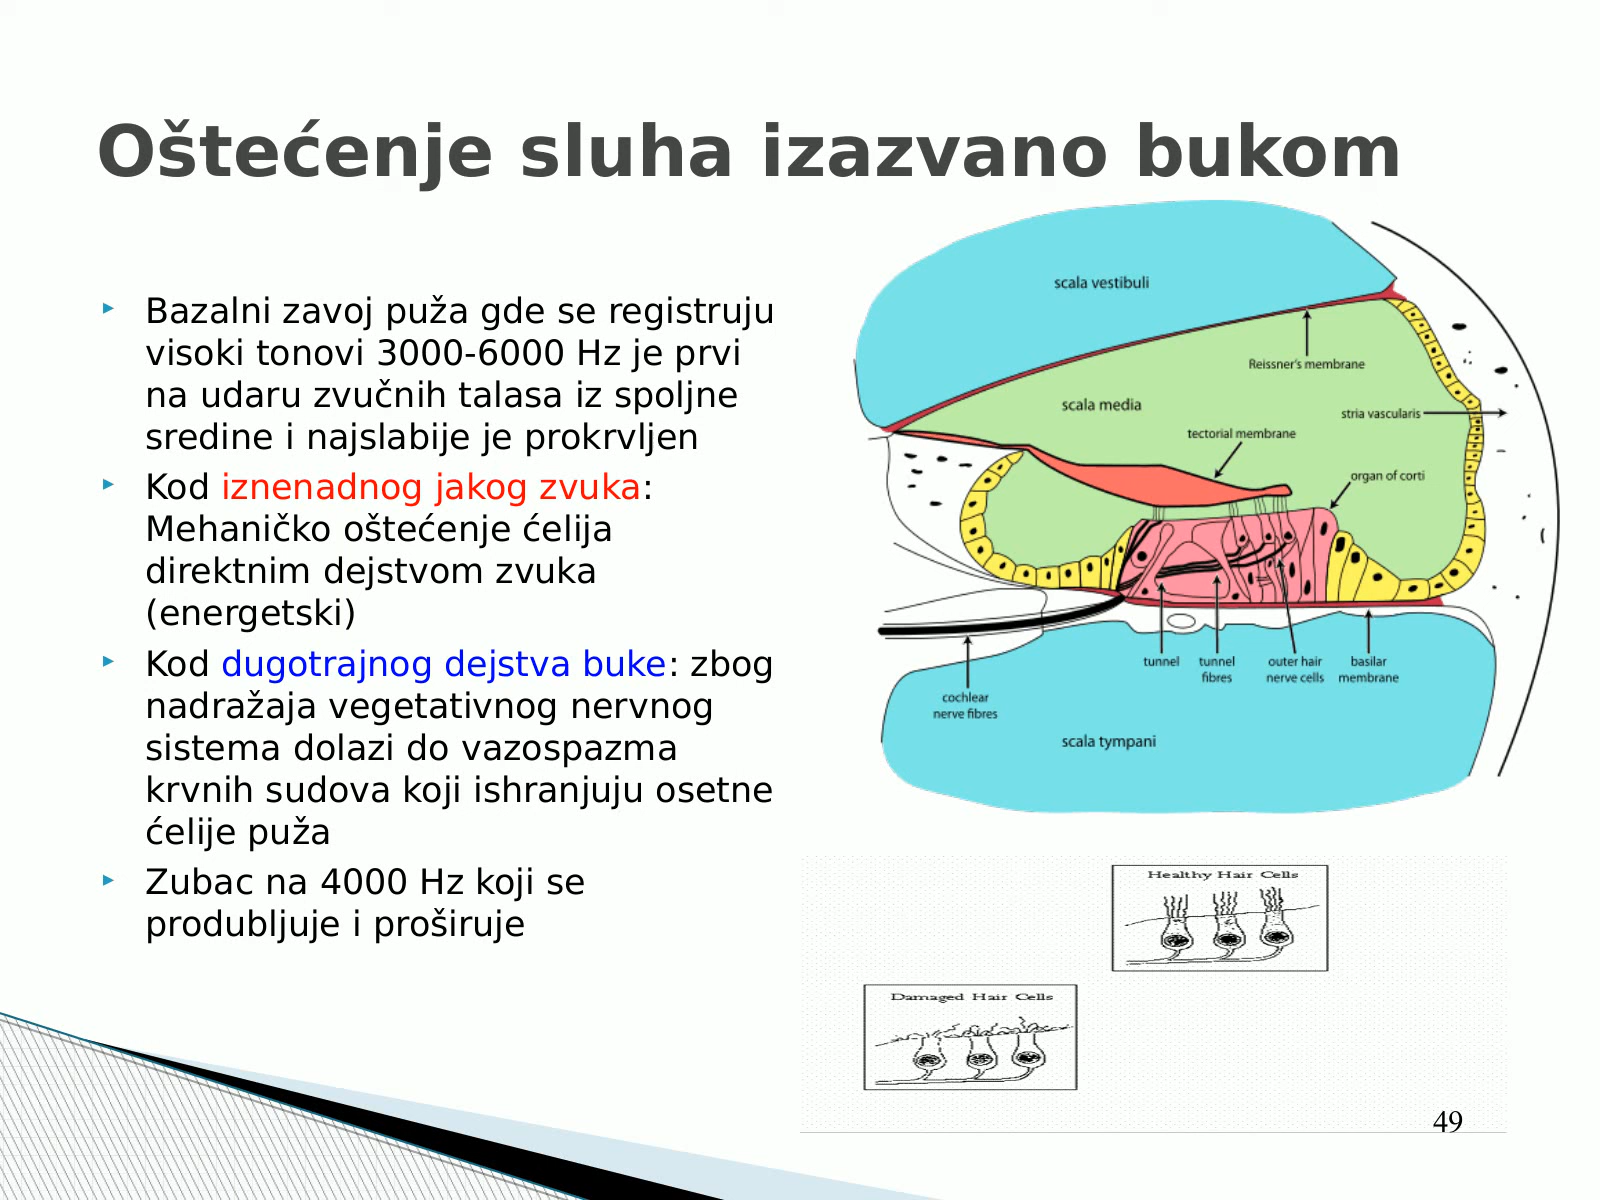 Oštećenje sluha izazvano bukom
Bazalni zavoj puža gde se registruju
visoki tonovi 3000-6000 Hz je prvi
na udaru zvučnih talasa iz spoljne
sredine i najslabije je prokrvljen
Kod iznenadnog jakog zvuka:
Mehaničko oštećenje ćelija
direktnim dejstvom zvuka
(energetski)
Kod dugotrajnog dejstva buke: zbog
nadražaja vegetativnog nervnog
sistema dolazi do vazospazma
krvnih sudova koji ishranjuju osetne
ćelije puža
Zubac na 4000 Hz koji se
produbljuje i proširuje
scala vestibuli
Reissner's membrane
scala media
stria vascularis
tectorial membrane
organ of corti
tunnel
tunnel
fibres
outer hair
nerve cells
basilar
membrane
cochlear
nerve fibres
scala tympani
Healthy Hair Cells
Damaged Hair Cells
49